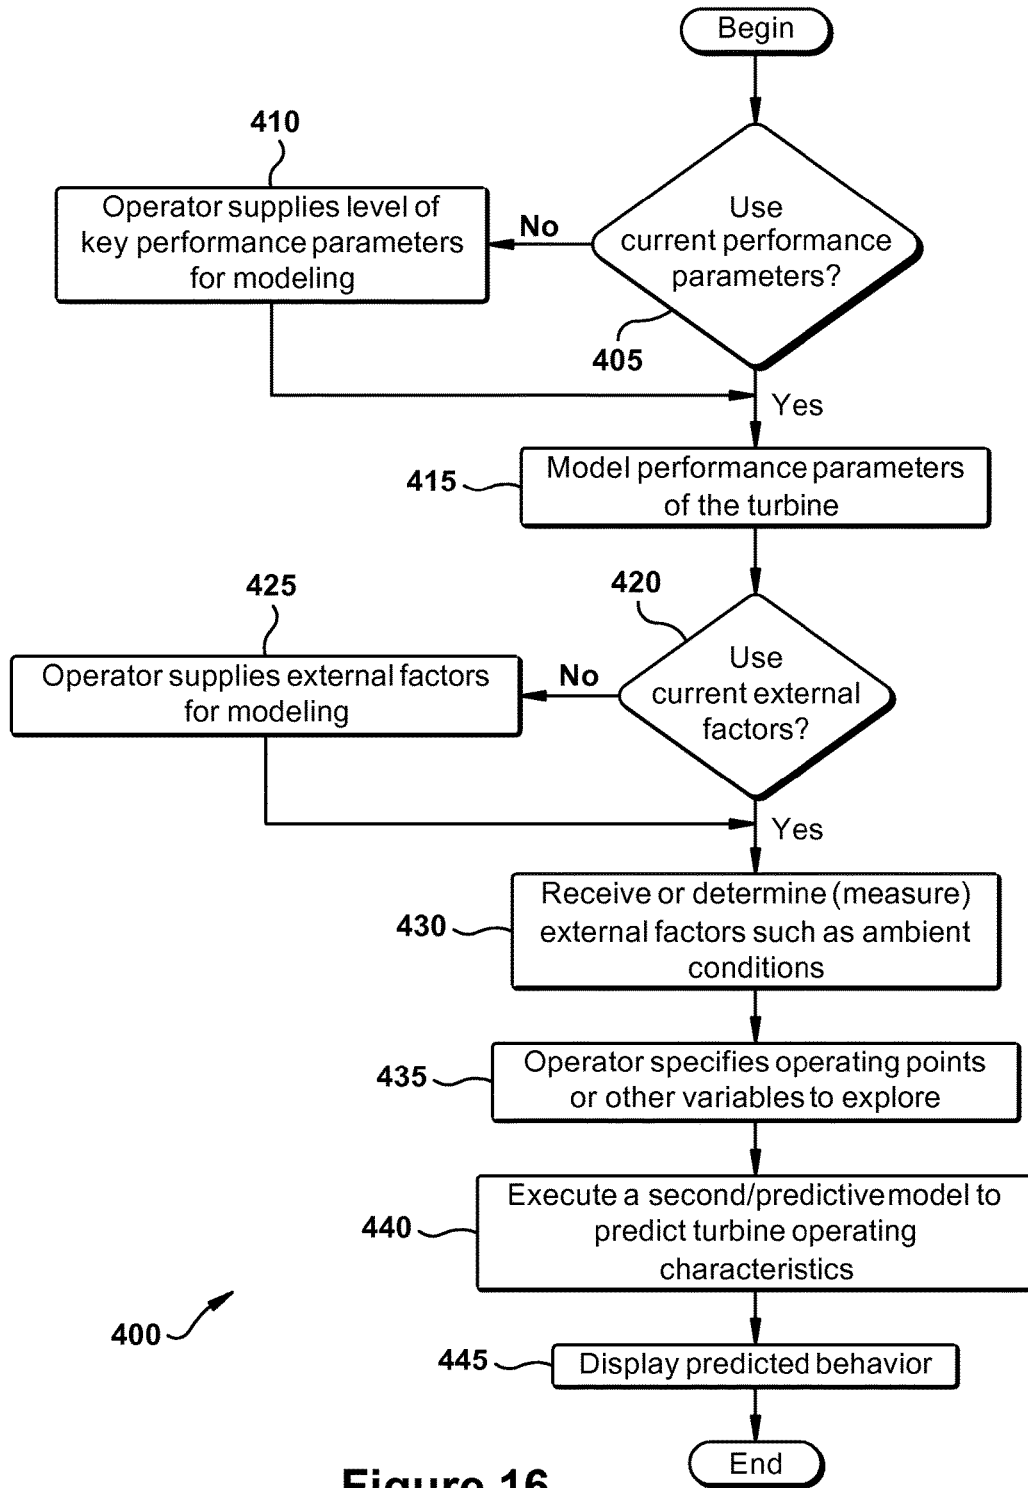 Begin
410
Operator supplies level of
key performance parameters
for modeling
No
Use
current performance
parameters?
405
Yes
415
Model performance parameters
of the turbine
425
420
Operator supplies external factors
for modeling
No
Use
current external
factors?
Yes
430
Receive or determine (measure)
external factors such as ambient
conditions
435
Operator specifies operating points
or other variables to explore
440
Execute a second/predictive model to
predict turbine operating
characteristics
400
445
Display predicted behavior
End
Figure 16